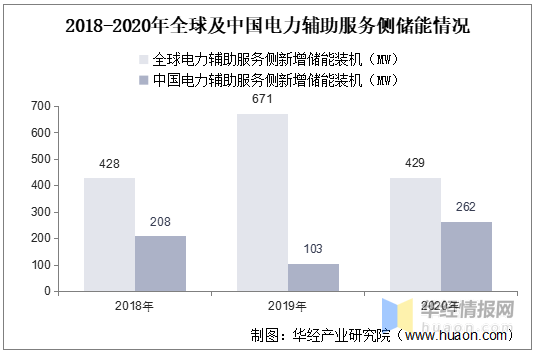 2018-2020年全球及中国电力辅助服务侧储能情况
全球电力辅助服务侧新增储能装机（MW）
中国电力辅助服务侧新增储能装机（MW）
700
600
500
400
300
200
100
0
428
208
671
103
429
262
2018年
2019年
2020年
华经情报网
huaon.com
制图：华经产业研究院（www.huaon.com）